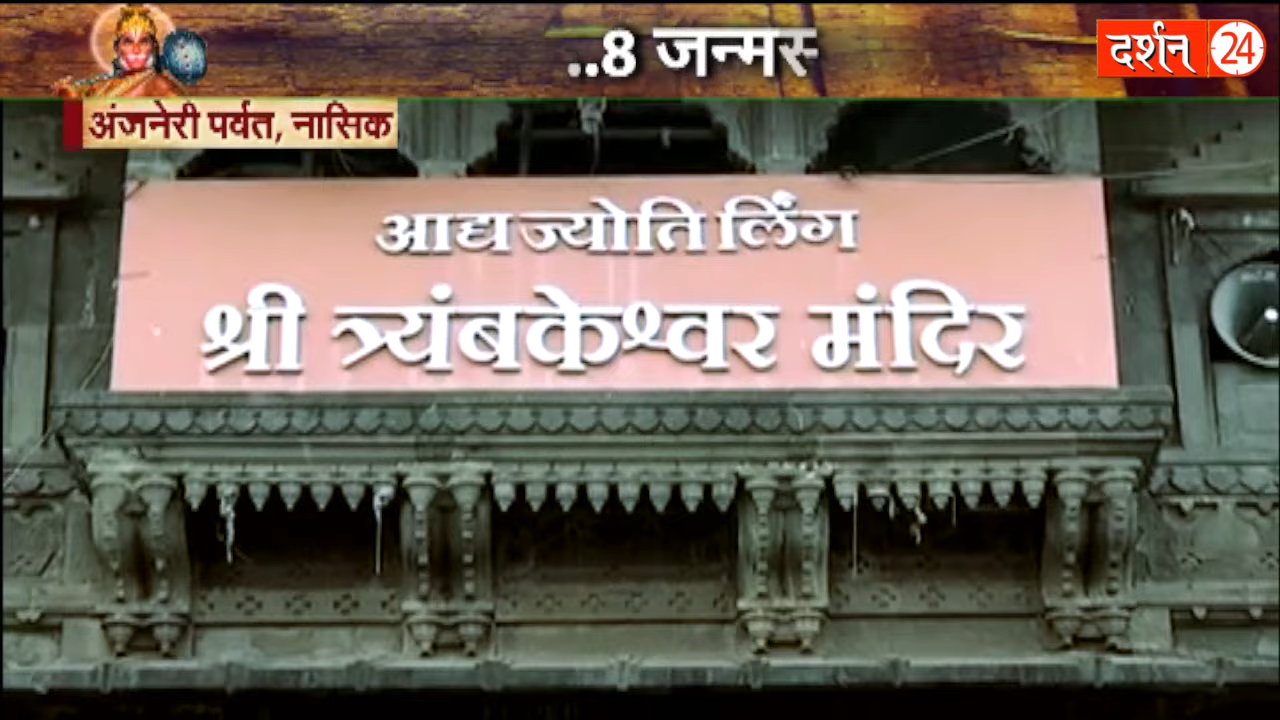 ..8 जन्मस
दर्शन 24
अंजनेरी पर्वत, नासिक
आद्य ज्योति लिंग
श्री त्र्यंबकेश्वर मंदिर